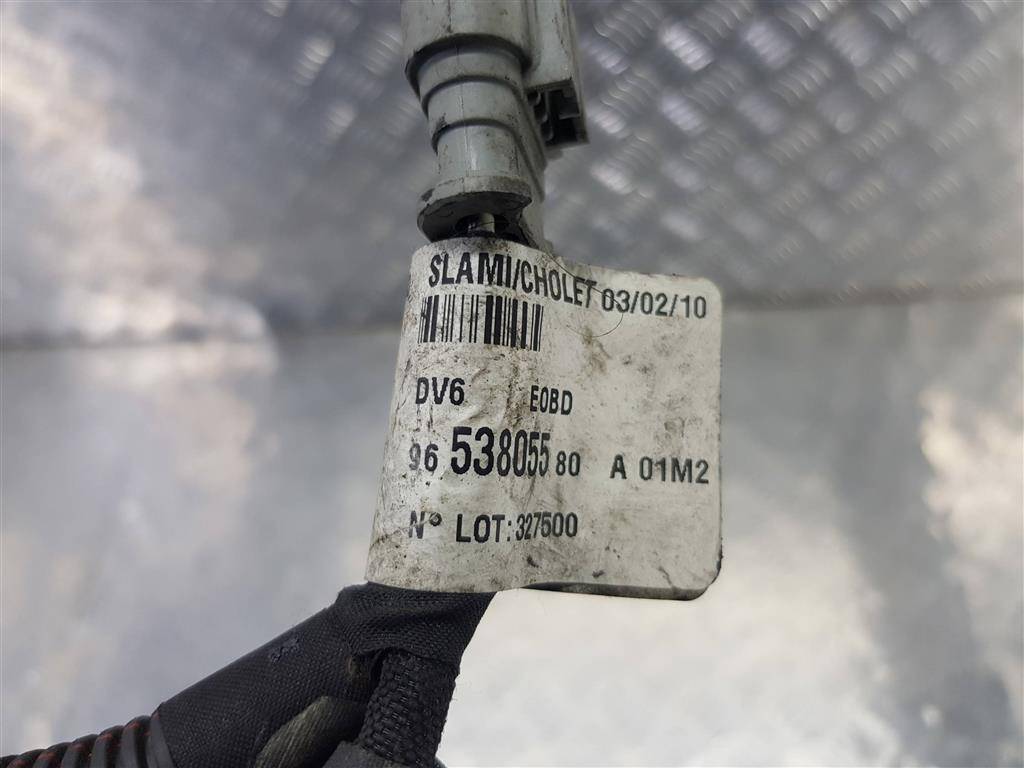 SLAMI/CHOLET 03/02/10
DV6 EOBD
96 538055 80 A 01M2
N° LOT: 327500